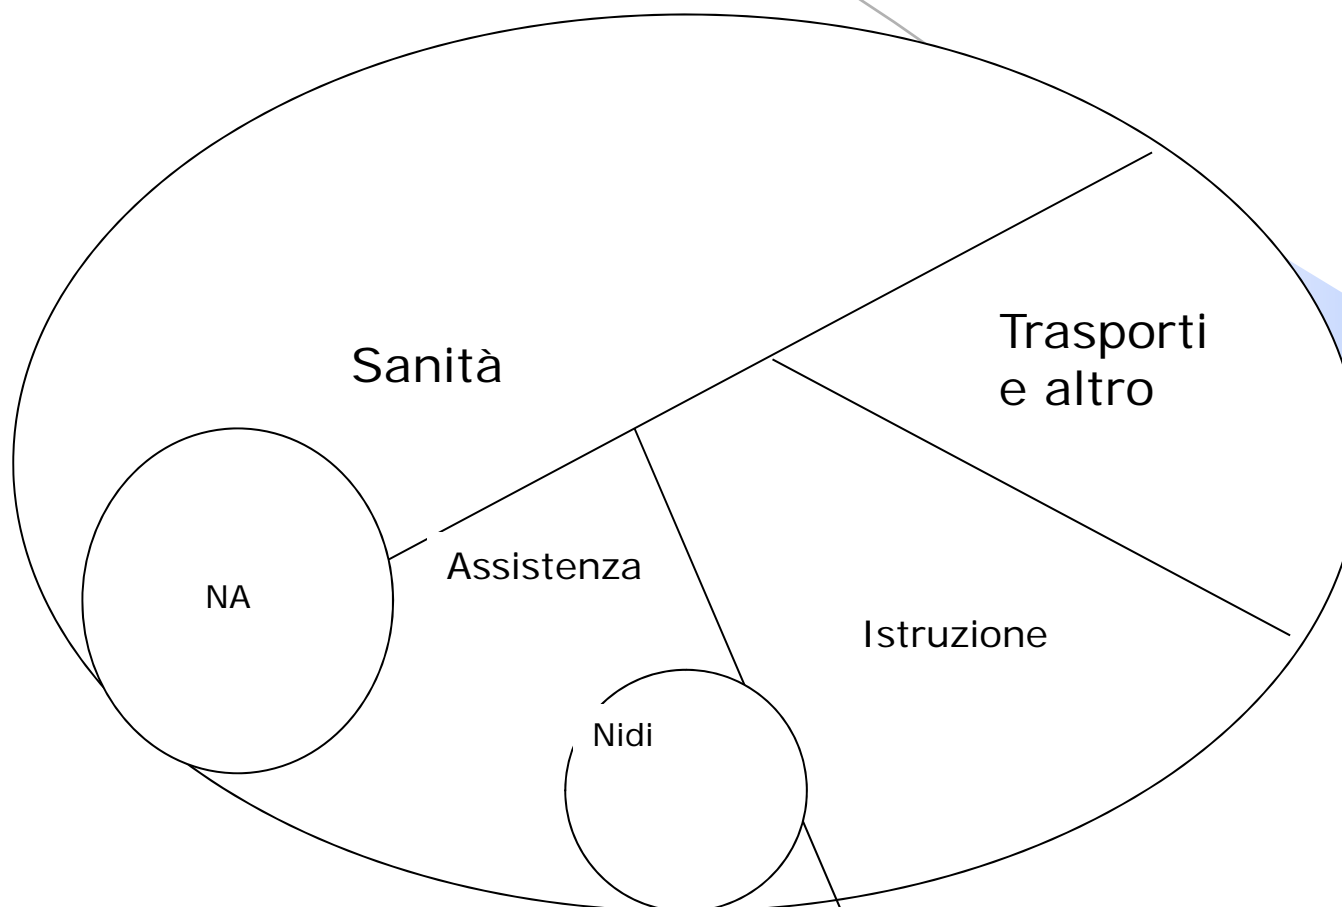 Trasporti
e altro
Sanità
Assistenza
NA
Istruzione
Nidi